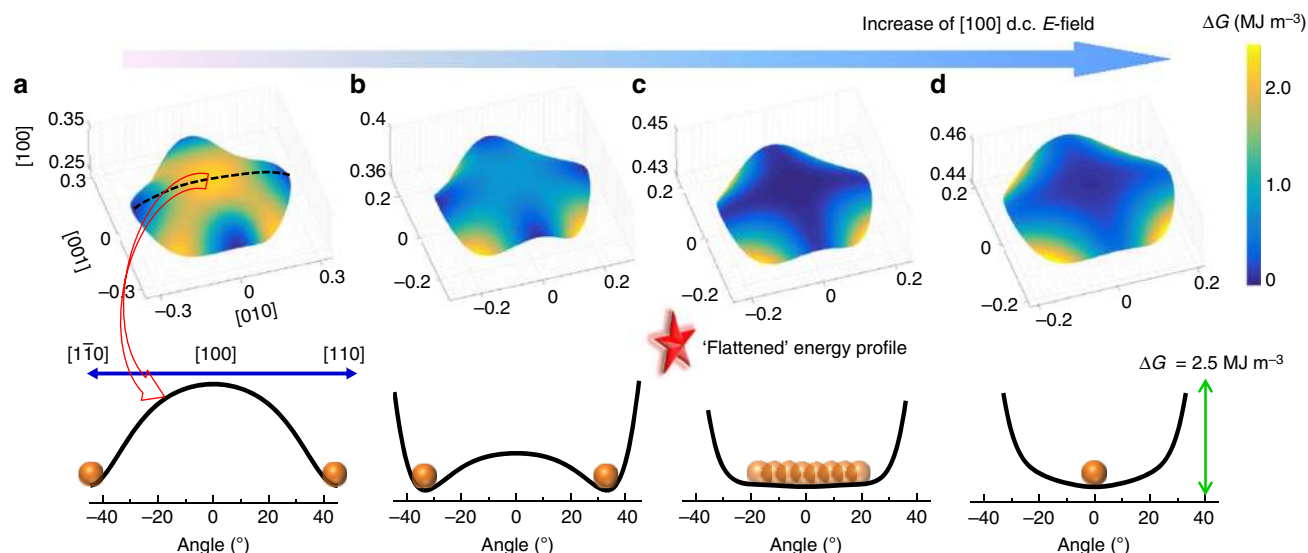 Increase of [100] d.c. E-field
ΔG (MJ m⁻³)
a
b
c
d
0.35
0.25
0.3
0
−0.3
−0.3
0
0.3
[100]
[001]
[010]
0.4
0.36
0.2
0
−0.2
−0.2
0
0.2
0.45
0.43
0.2
0
−0.2
−0.2
0
0.2
0.46
0.44
0.2
0
−0.2
−0.2
0
0.2
2.0
1.0
0
[11̄0]
[100]
[110]
'Flattened' energy profile
ΔG = 2.5 MJ m⁻³
−40 −20 0 20 40
Angle (°)
−40 −20 0 20 40
Angle (°)
−40 −20 0 20 40
Angle (°)
−40 −20 0 20 40
Angle (°)